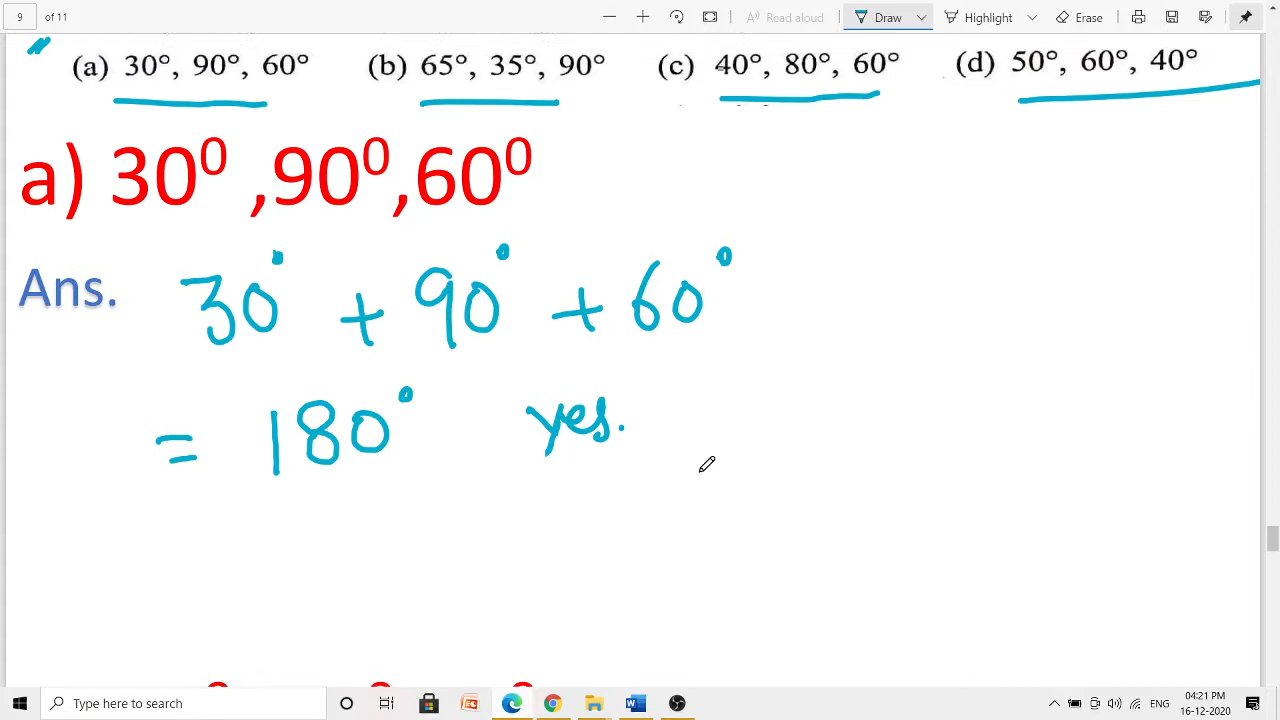 9 of 11 Read aloud Draw Highlight Erase
(a) 30°, 90°, 60° (b) 65°, 35°, 90° (c) 40°, 80°, 60° (d) 50°, 60°, 40°
a) 30⁰ ,90⁰,60⁰
Ans. 30° + 90° + 60°
= 180° yes.
Type here to search ENG 04:21 PM
16-12-2020